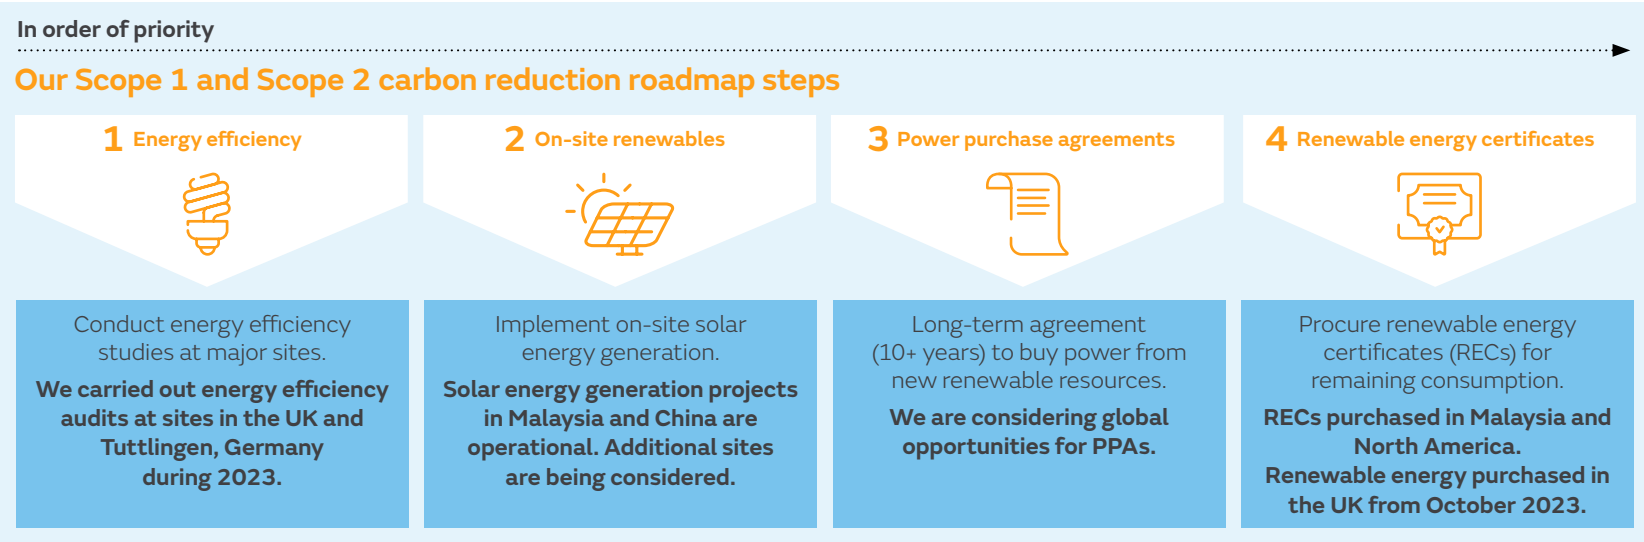 In order of priority
Our Scope 1 and Scope 2 carbon reduction roadmap steps
1 Energy efficiency
Conduct energy efficiency
studies at major sites.
We carried out energy efficiency
audits at sites in the UK and
Tuttlingen, Germany
during 2023.
2 On-site renewables
Implement on-site solar
energy generation.
Solar energy generation projects
in Malaysia and China are
operational. Additional sites
are being considered.
3 Power purchase agreements
Long-term agreement
(10+ years) to buy power from
new renewable resources.
We are considering global
opportunities for PPAs.
4 Renewable energy certificates
Procure renewable energy
certificates (RECs) for
remaining consumption.
RECs purchased in Malaysia and
North America.
Renewable energy purchased in
the UK from October 2023.